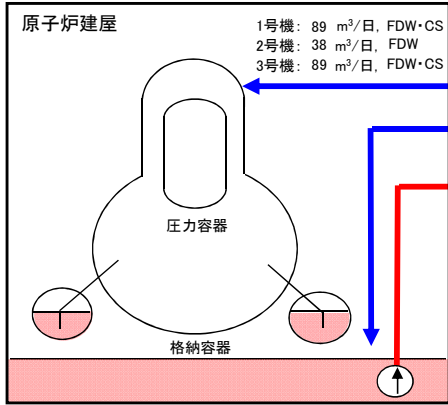 原子炉建屋
1号機: 89 m³/日, FDW・CS
2号機: 38 m³/日, FDW
3号機: 89 m³/日, FDW・CS
圧力容器
格納容器